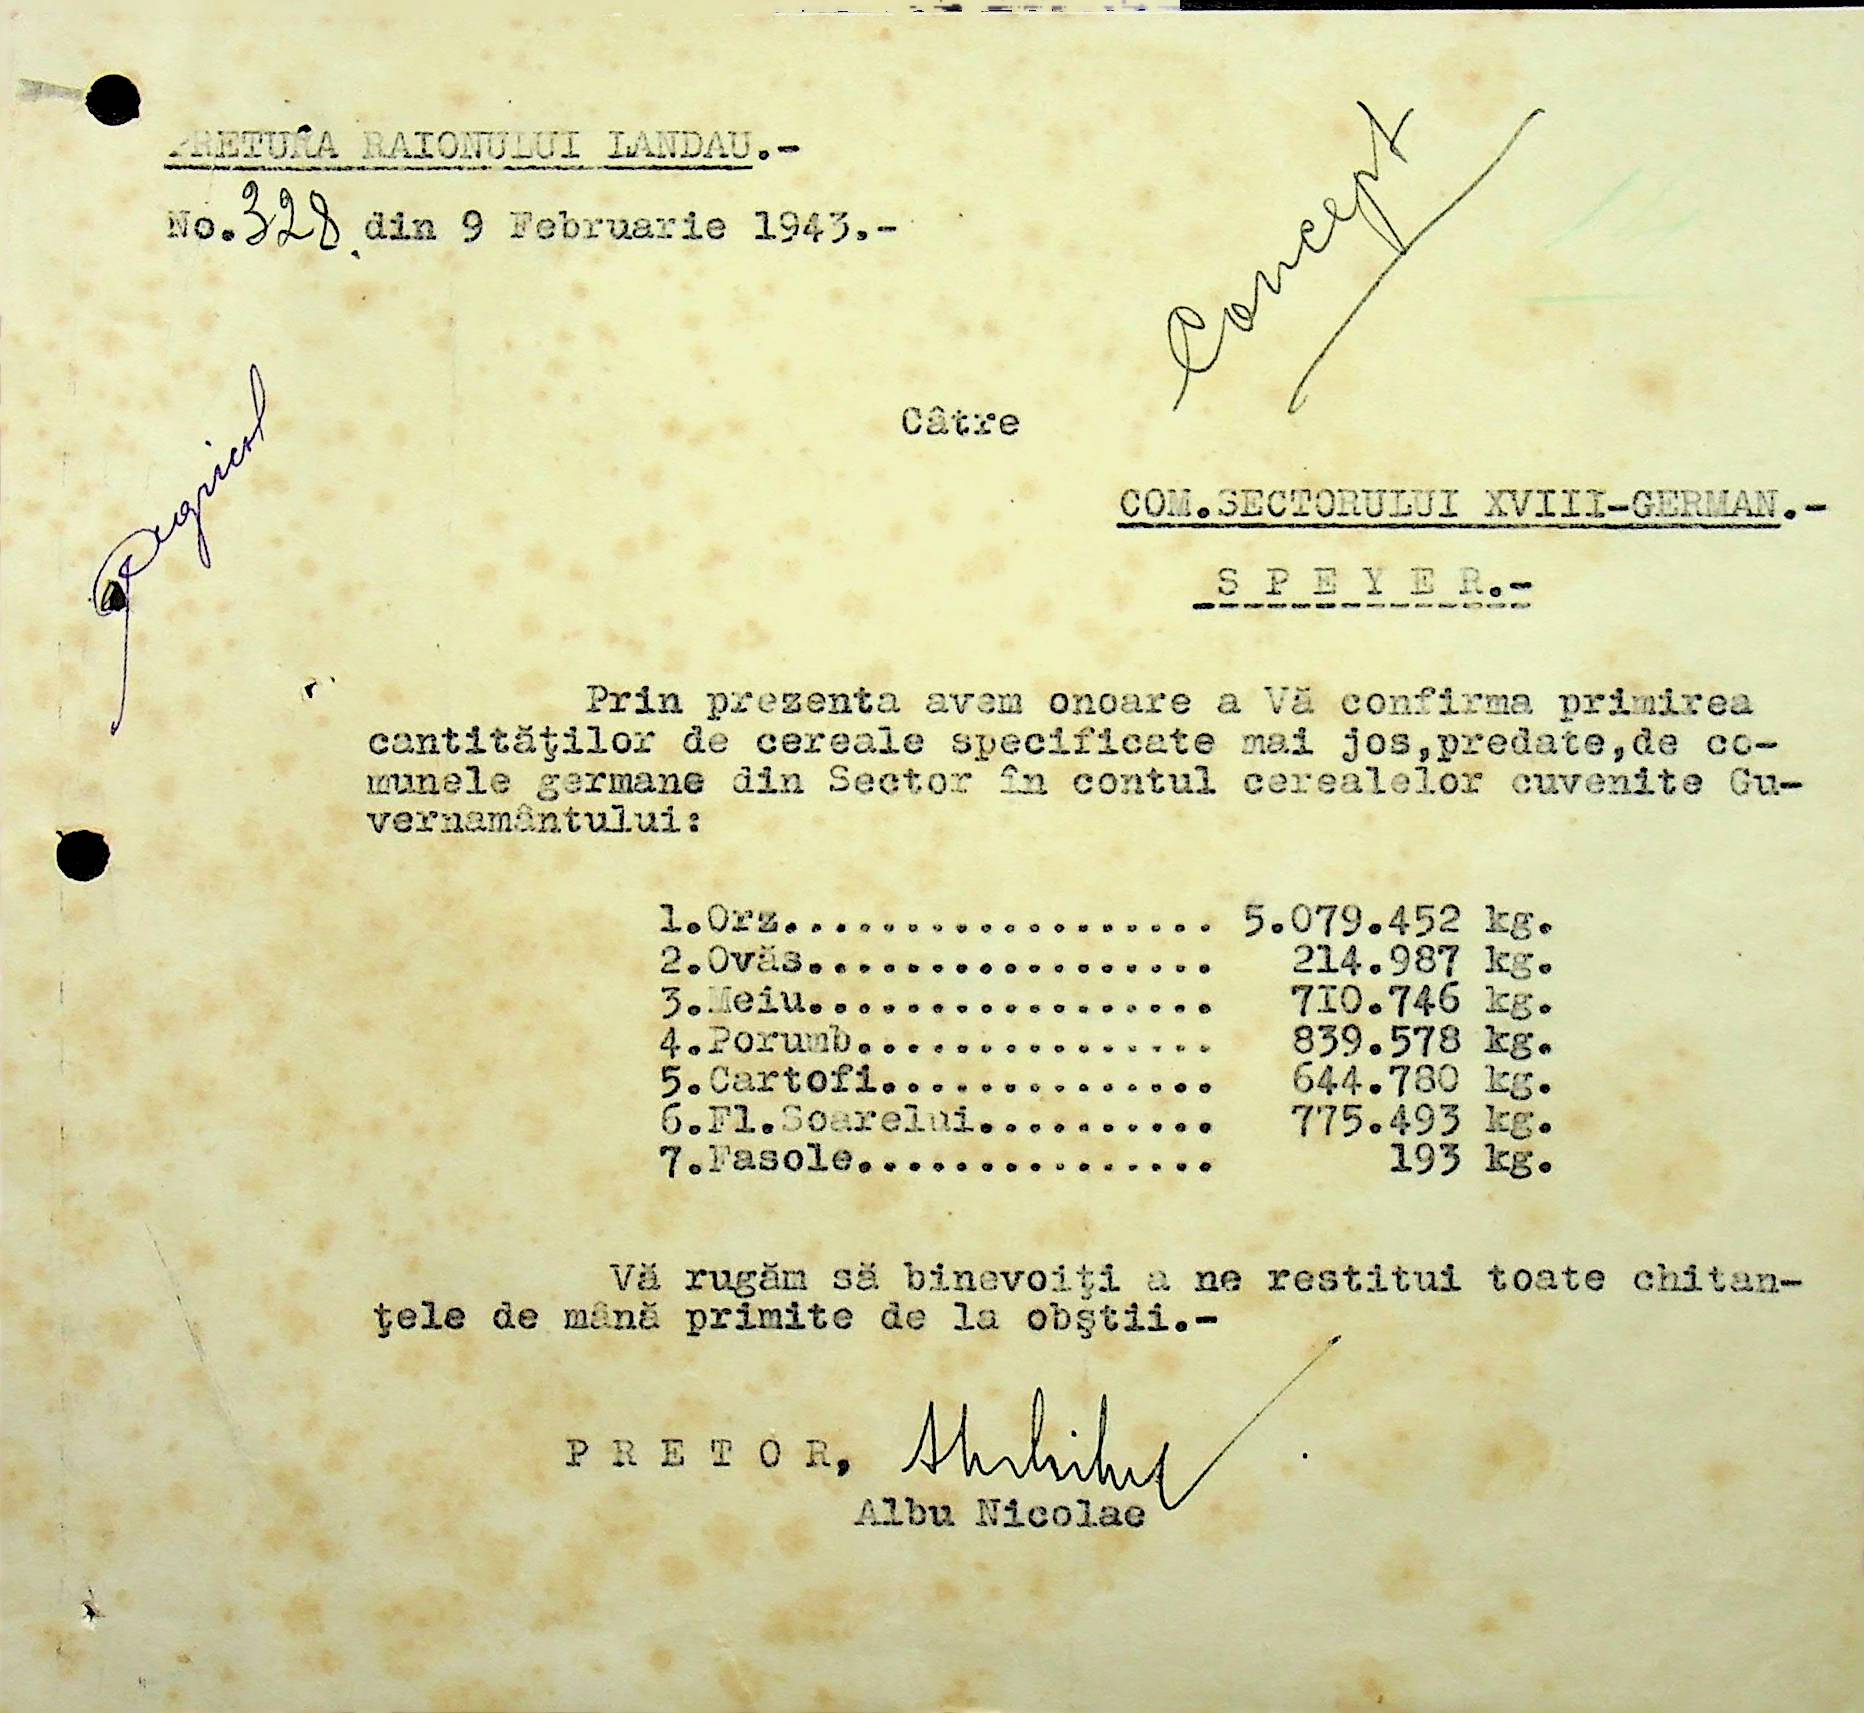 PRETURA RAIONULUI LANDAU.-
No.328 din 9 Februarie 1943.-
Concept
Agricol
Câtre
COM.SECTORULUI XVIII-GERMAN.-
S P E Y E R.-
Prin prezenta avem onoare a Vă confirma primirea
cantităţilor de cereale specificate mai jos,predate,de co-
munele germane din Sector în contul cerealelor cuvenite Gu-
vernamântului:
1.Orz.................. 5.079.452 kg.
2.Ovăs................. 214.987 kg.
3.Meiu................. 7I0.746 kg.
4.Porumb............... 839.578 kg.
5.Cartofi.............. 644.780 kg.
6.Fl.Soarelui.......... 775.493 kg.
7.Fasole............... 193 kg.
Vă rugăm să binevoiţi a ne restitui toate chitan-
ţele de mână primite de la obştii.-
P R E T O R,
Albu Nicolae